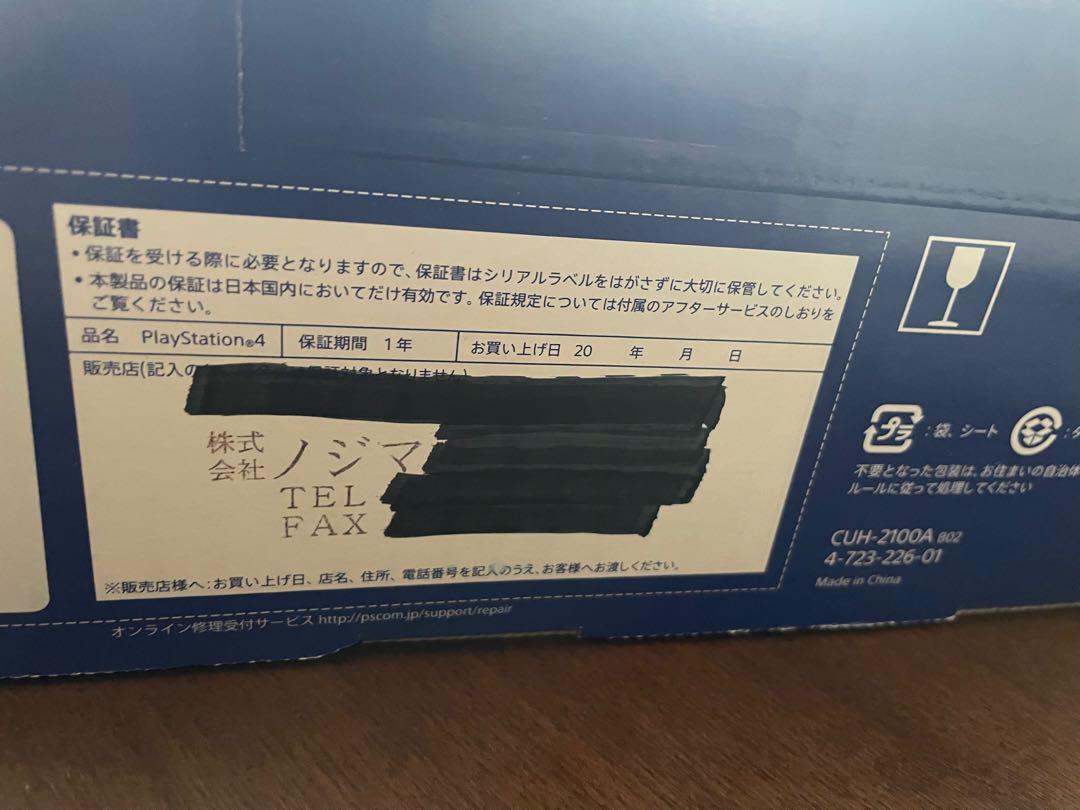 保証書
・保証を受ける際に必要となりますので、保証書はシリアルラベルをはがさずに大切に保管してください。
・本製品の保証は日本国内においてだけ有効です。保証規定については付属のアフターサービスのしおりを
ご覧ください。
品名 PlayStation®4 保証期間 1年 お買い上げ日 20 年 月 日
販売店(記入の 保証対象となりません)
株式
会社 ノジマ
TEL
FAX
※販売店様へ:お買い上げ日、店名、住所、電話番号を記入のうえ、お客様へお渡しください。
オンライン修理受付サービス http://pscom.jp/support/repair
プラ :袋、シート
不要となった包装は、お住まいの自治体
ルールに従って処理してください
CUH-2100A B02
4-723-226-01
Made in China